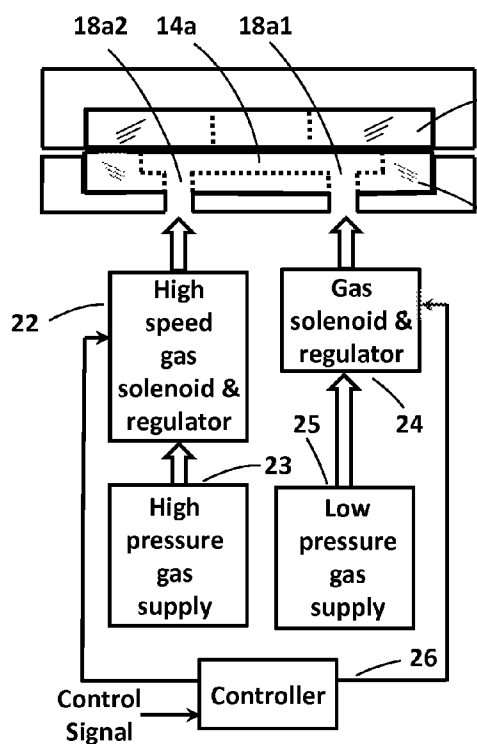 18a2
14a
18a1
22
High
speed
gas
solenoid &
regulator
Gas
solenoid &
regulator
24
23
25
High
pressure
gas
supply
Low
pressure
gas
supply
26
Controller
Control
Signal